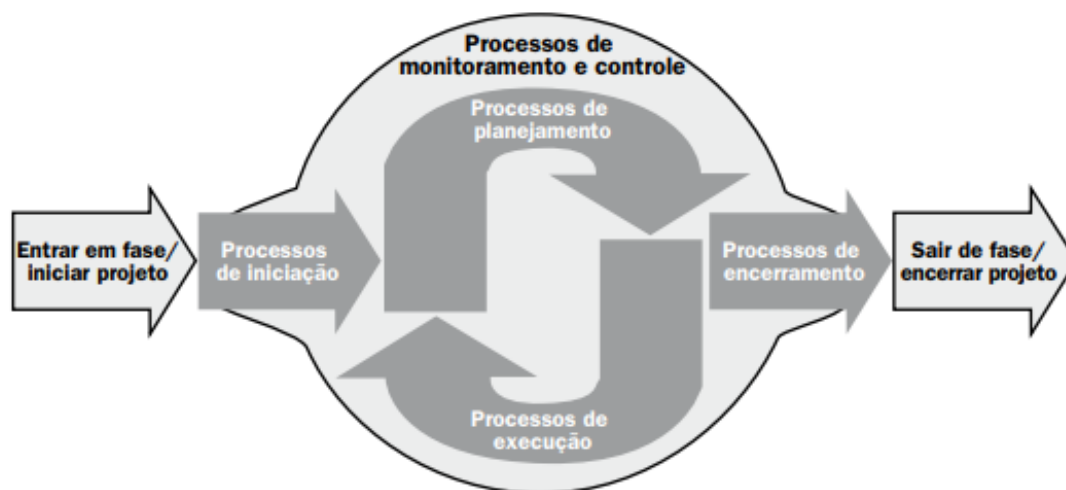 Processos de
monitoramento e controle
Processos de
planejamento
Entrar em fase/
iniciar projeto
Processos
de iniciação
Processos de
encerramento
Sair de fase/
encerrar projeto
Processos de
execução